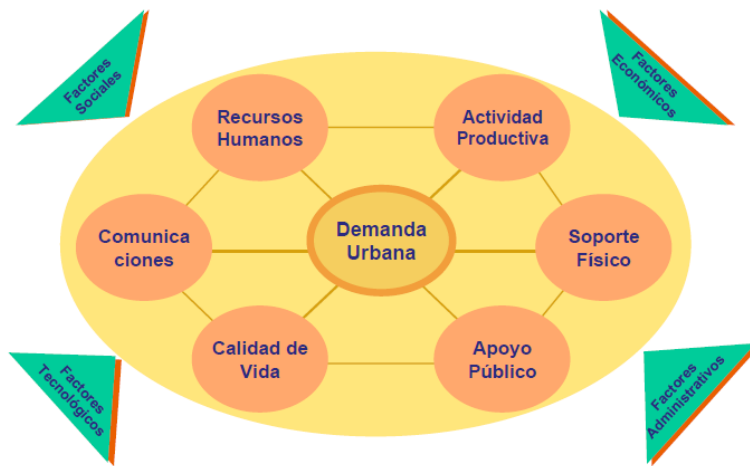 Factores
Sociales
Factores
Económicos
Recursos
Humanos
Actividad
Productiva
Comunica
ciones
Demanda
Urbana
Soporte
Físico
Calidad de
Vida
Apoyo
Público
Factores
Tecnológicos
Factores
Administrativos